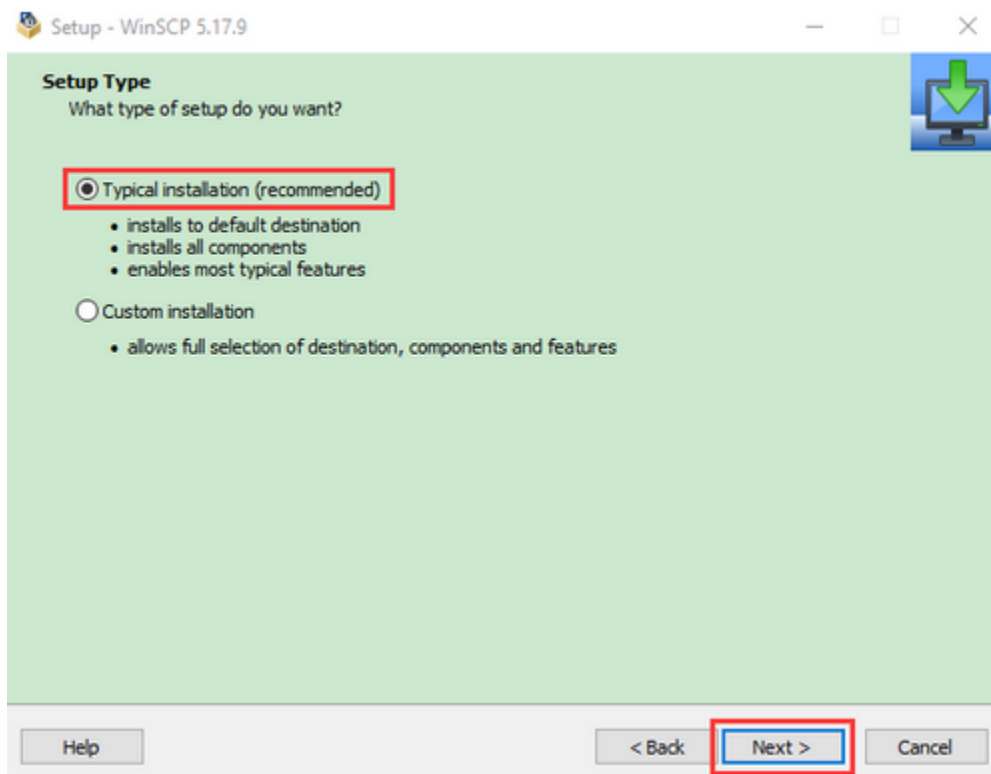 Setup - WinSCP 5.17.9
Setup Type
What type of setup do you want?
Typical installation (recommended)
• installs to default destination
• installs all components
• enables most typical features
Custom installation
• allows full selection of destination, components and features
Help
< Back
Next >
Cancel